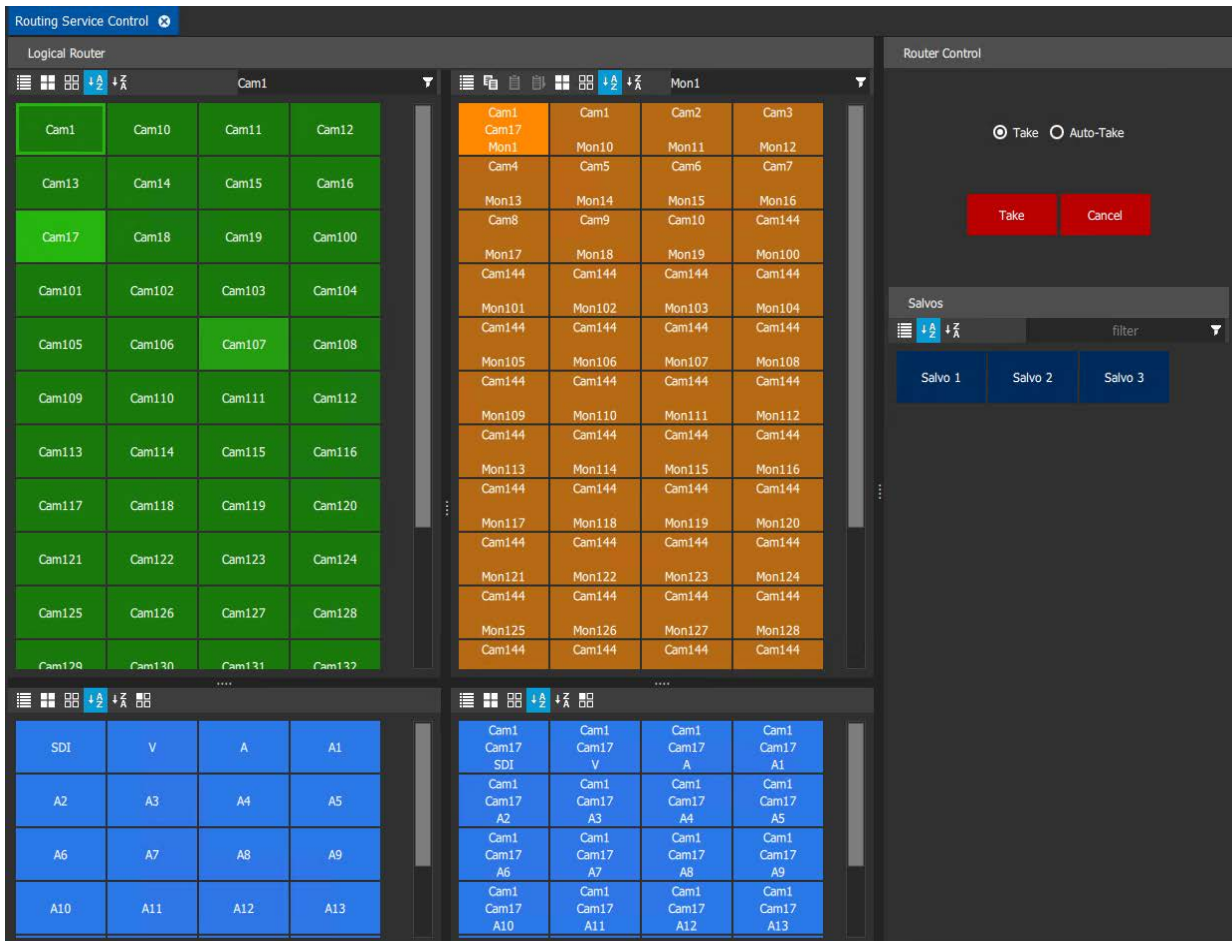 Routing Service Control
Logical Router
Cam1
Cam1 Cam10 Cam11 Cam12
Cam13 Cam14 Cam15 Cam16
Cam17 Cam18 Cam19 Cam100
Cam101 Cam102 Cam103 Cam104
Cam105 Cam106 Cam107 Cam108
Cam109 Cam110 Cam111 Cam112
Cam113 Cam114 Cam115 Cam116
Cam117 Cam118 Cam119 Cam120
Cam121 Cam122 Cam123 Cam124
Cam125 Cam126 Cam127 Cam128
Cam129 Cam130 Cam131 Cam132
Mon1
Cam1 Cam1 Cam2 Cam3
Cam17
Mon1 Mon10 Mon11 Mon12
Cam4 Cam5 Cam6 Cam7
Mon13 Mon14 Mon15 Mon16
Cam8 Cam9 Cam10 Cam144
Mon17 Mon18 Mon19 Mon100
Cam144 Cam144 Cam144 Cam144
Mon101 Mon102 Mon103 Mon104
Cam144 Cam144 Cam144 Cam144
Mon105 Mon106 Mon107 Mon108
Cam144 Cam144 Cam144 Cam144
Mon109 Mon110 Mon111 Mon112
Cam144 Cam144 Cam144 Cam144
Mon113 Mon114 Mon115 Mon116
Cam144 Cam144 Cam144 Cam144
Mon117 Mon118 Mon119 Mon120
Cam144 Cam144 Cam144 Cam144
Mon121 Mon122 Mon123 Mon124
Cam144 Cam144 Cam144 Cam144
Mon125 Mon126 Mon127 Mon128
Cam144 Cam144 Cam144 Cam144
SDI V A A1
A2 A3 A4 A5
A6 A7 A8 A9
A10 A11 A12 A13
Cam1 Cam1 Cam1 Cam1
Cam17 Cam17 Cam17 Cam17
SDI V A A1
Cam1 Cam1 Cam1 Cam1
Cam17 Cam17 Cam17 Cam17
A2 A3 A4 A5
Cam1 Cam1 Cam1 Cam1
Cam17 Cam17 Cam17 Cam17
A6 A7 A8 A9
Cam1 Cam1 Cam1 Cam1
Cam17 Cam17 Cam17 Cam17
A10 A11 A12 A13
Router Control
Take Auto-Take
Take Cancel
Salvos
filter
Salvo 1 Salvo 2 Salvo 3